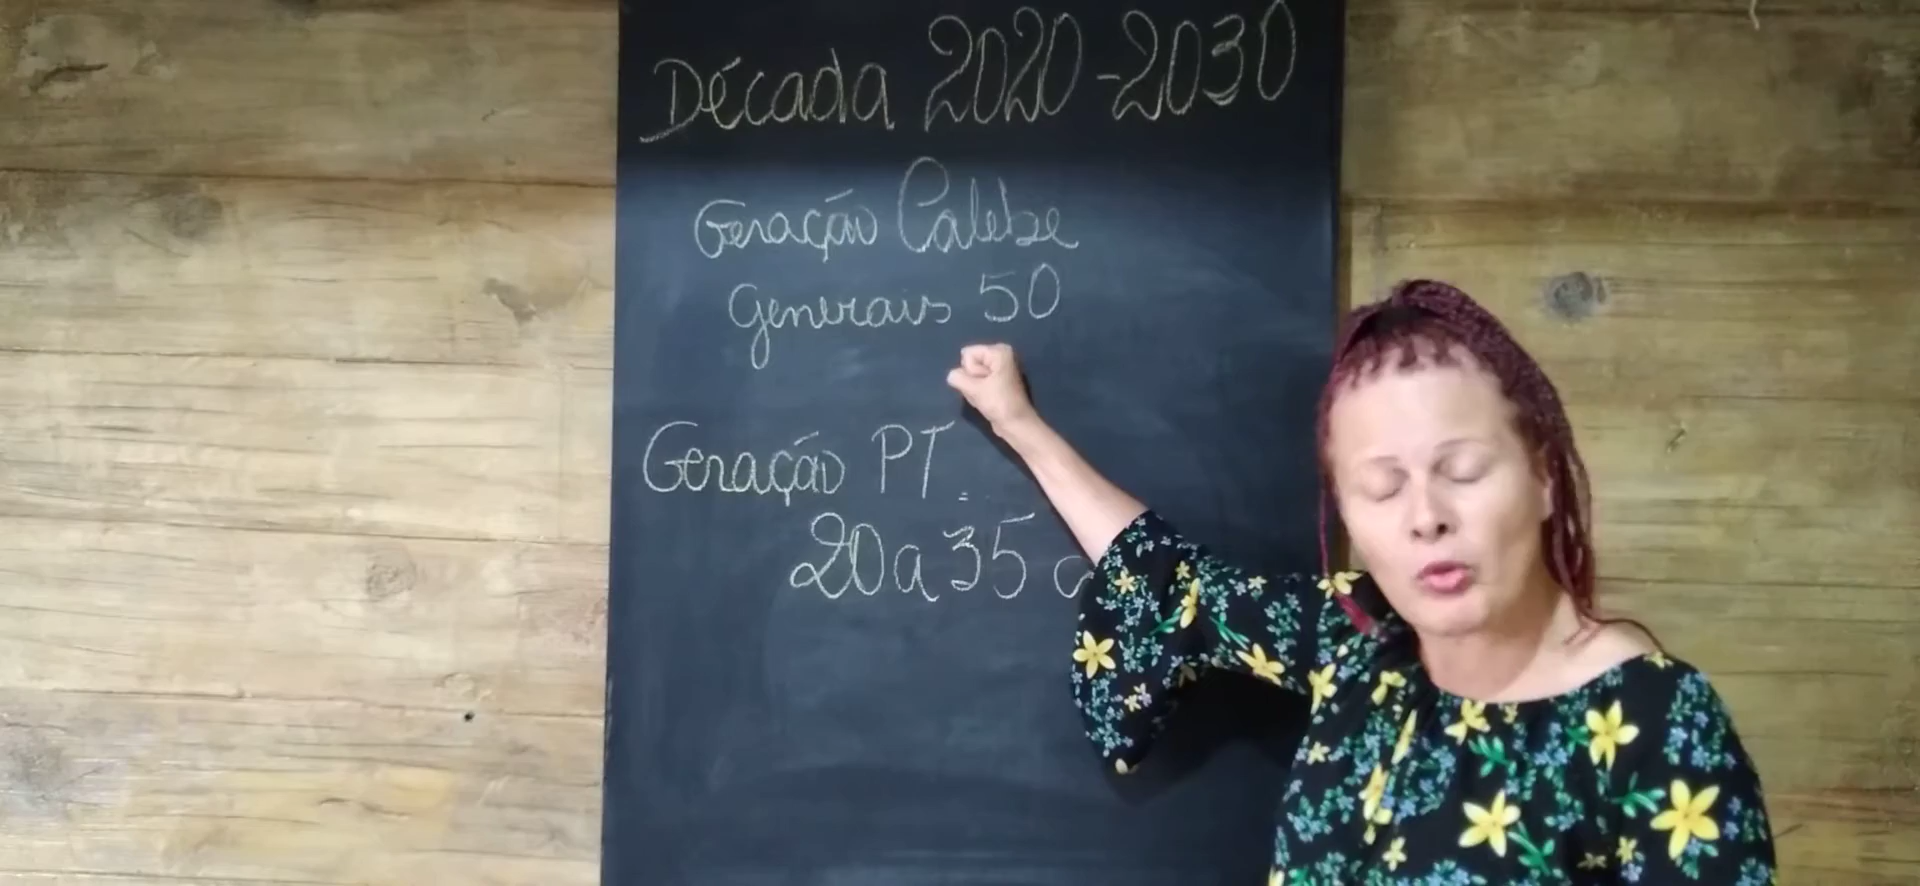 Década 2020-2030
Geração Calebe
generais 50
Geração PT
20 a 35